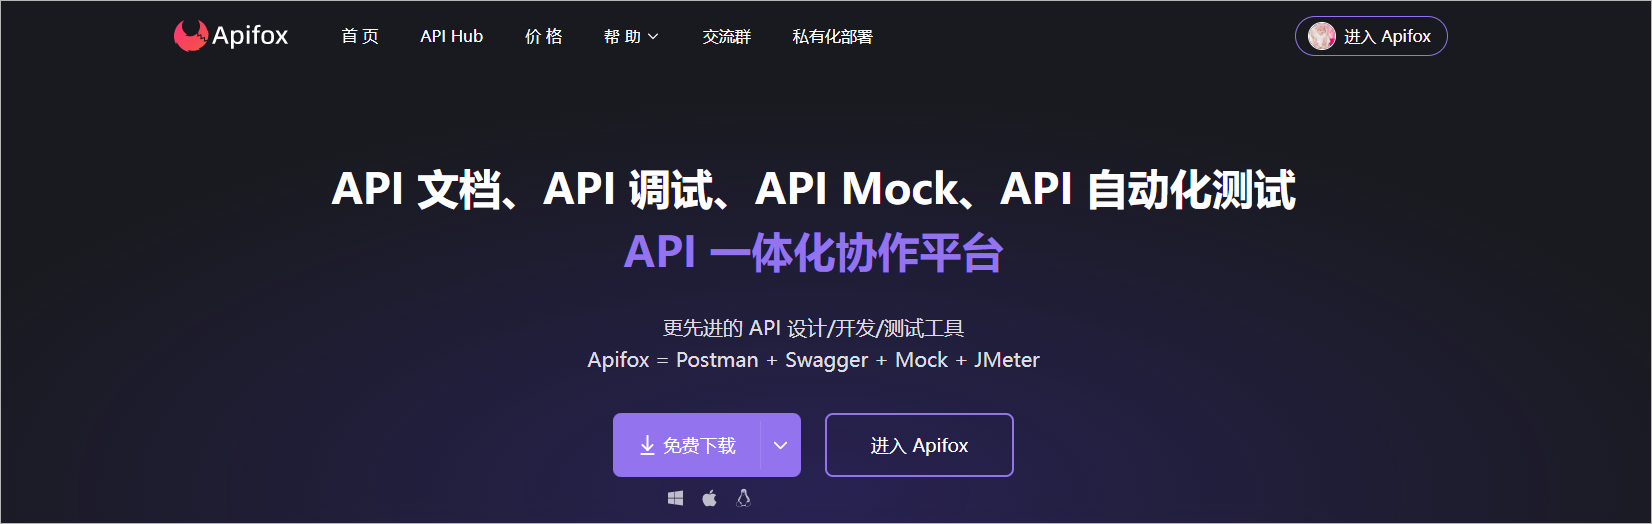 Apifox 首 页 API Hub 价 格 帮 助 交流群 私有化部署 进入 Apifox
API 文档、API 调试、API Mock、API 自动化测试
API 一体化协作平台
更先进的 API 设计/开发/测试工具
Apifox = Postman + Swagger + Mock + JMeter
免费下载 进入 Apifox